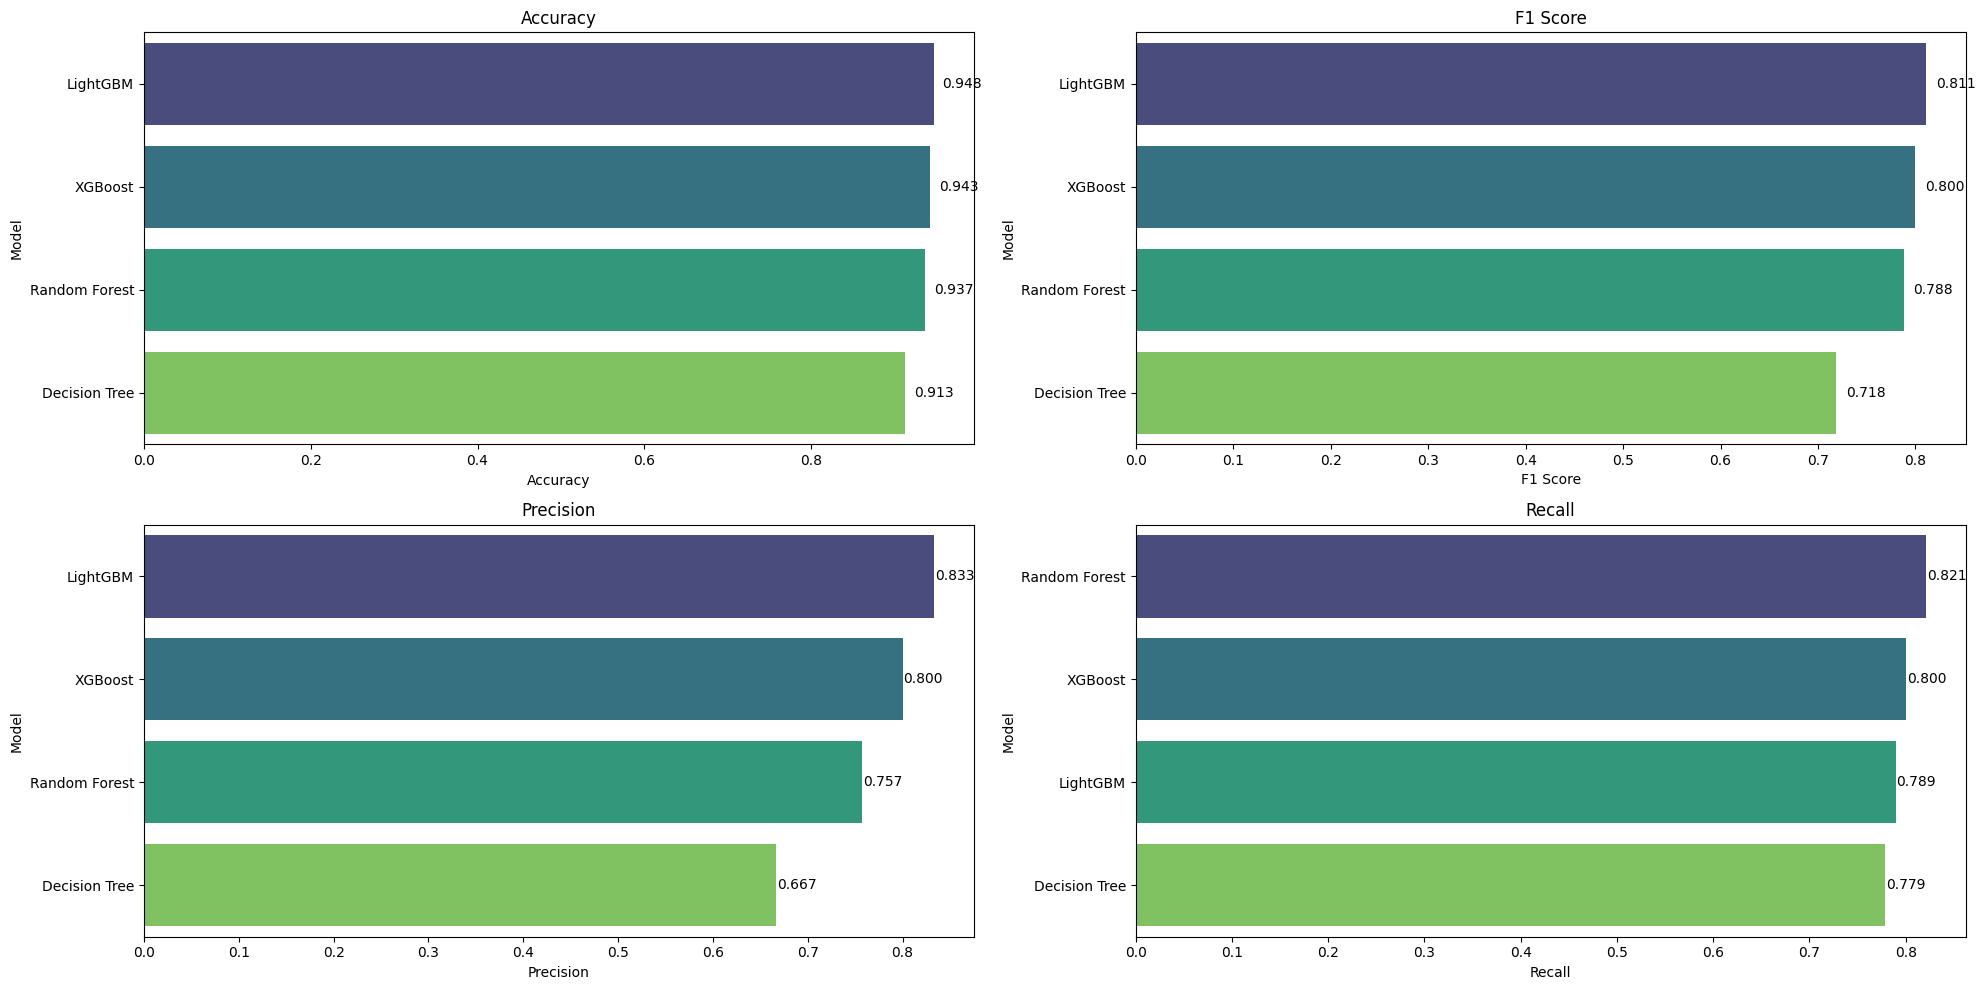 Accuracy
Model
LightGBM
0.948
XGBoost
0.943
Random Forest
0.937
Decision Tree
0.913
0.0 0.2 0.4 0.6 0.8
Accuracy
F1 Score
Model
LightGBM
0.811
XGBoost
0.800
Random Forest
0.788
Decision Tree
0.718
0.0 0.1 0.2 0.3 0.4 0.5 0.6 0.7 0.8
F1 Score
Precision
Model
LightGBM
0.833
XGBoost
0.800
Random Forest
0.757
Decision Tree
0.667
0.0 0.1 0.2 0.3 0.4 0.5 0.6 0.7 0.8
Precision
Recall
Model
Random Forest
0.821
XGBoost
0.800
LightGBM
0.789
Decision Tree
0.779
0.0 0.1 0.2 0.3 0.4 0.5 0.6 0.7 0.8
Recall